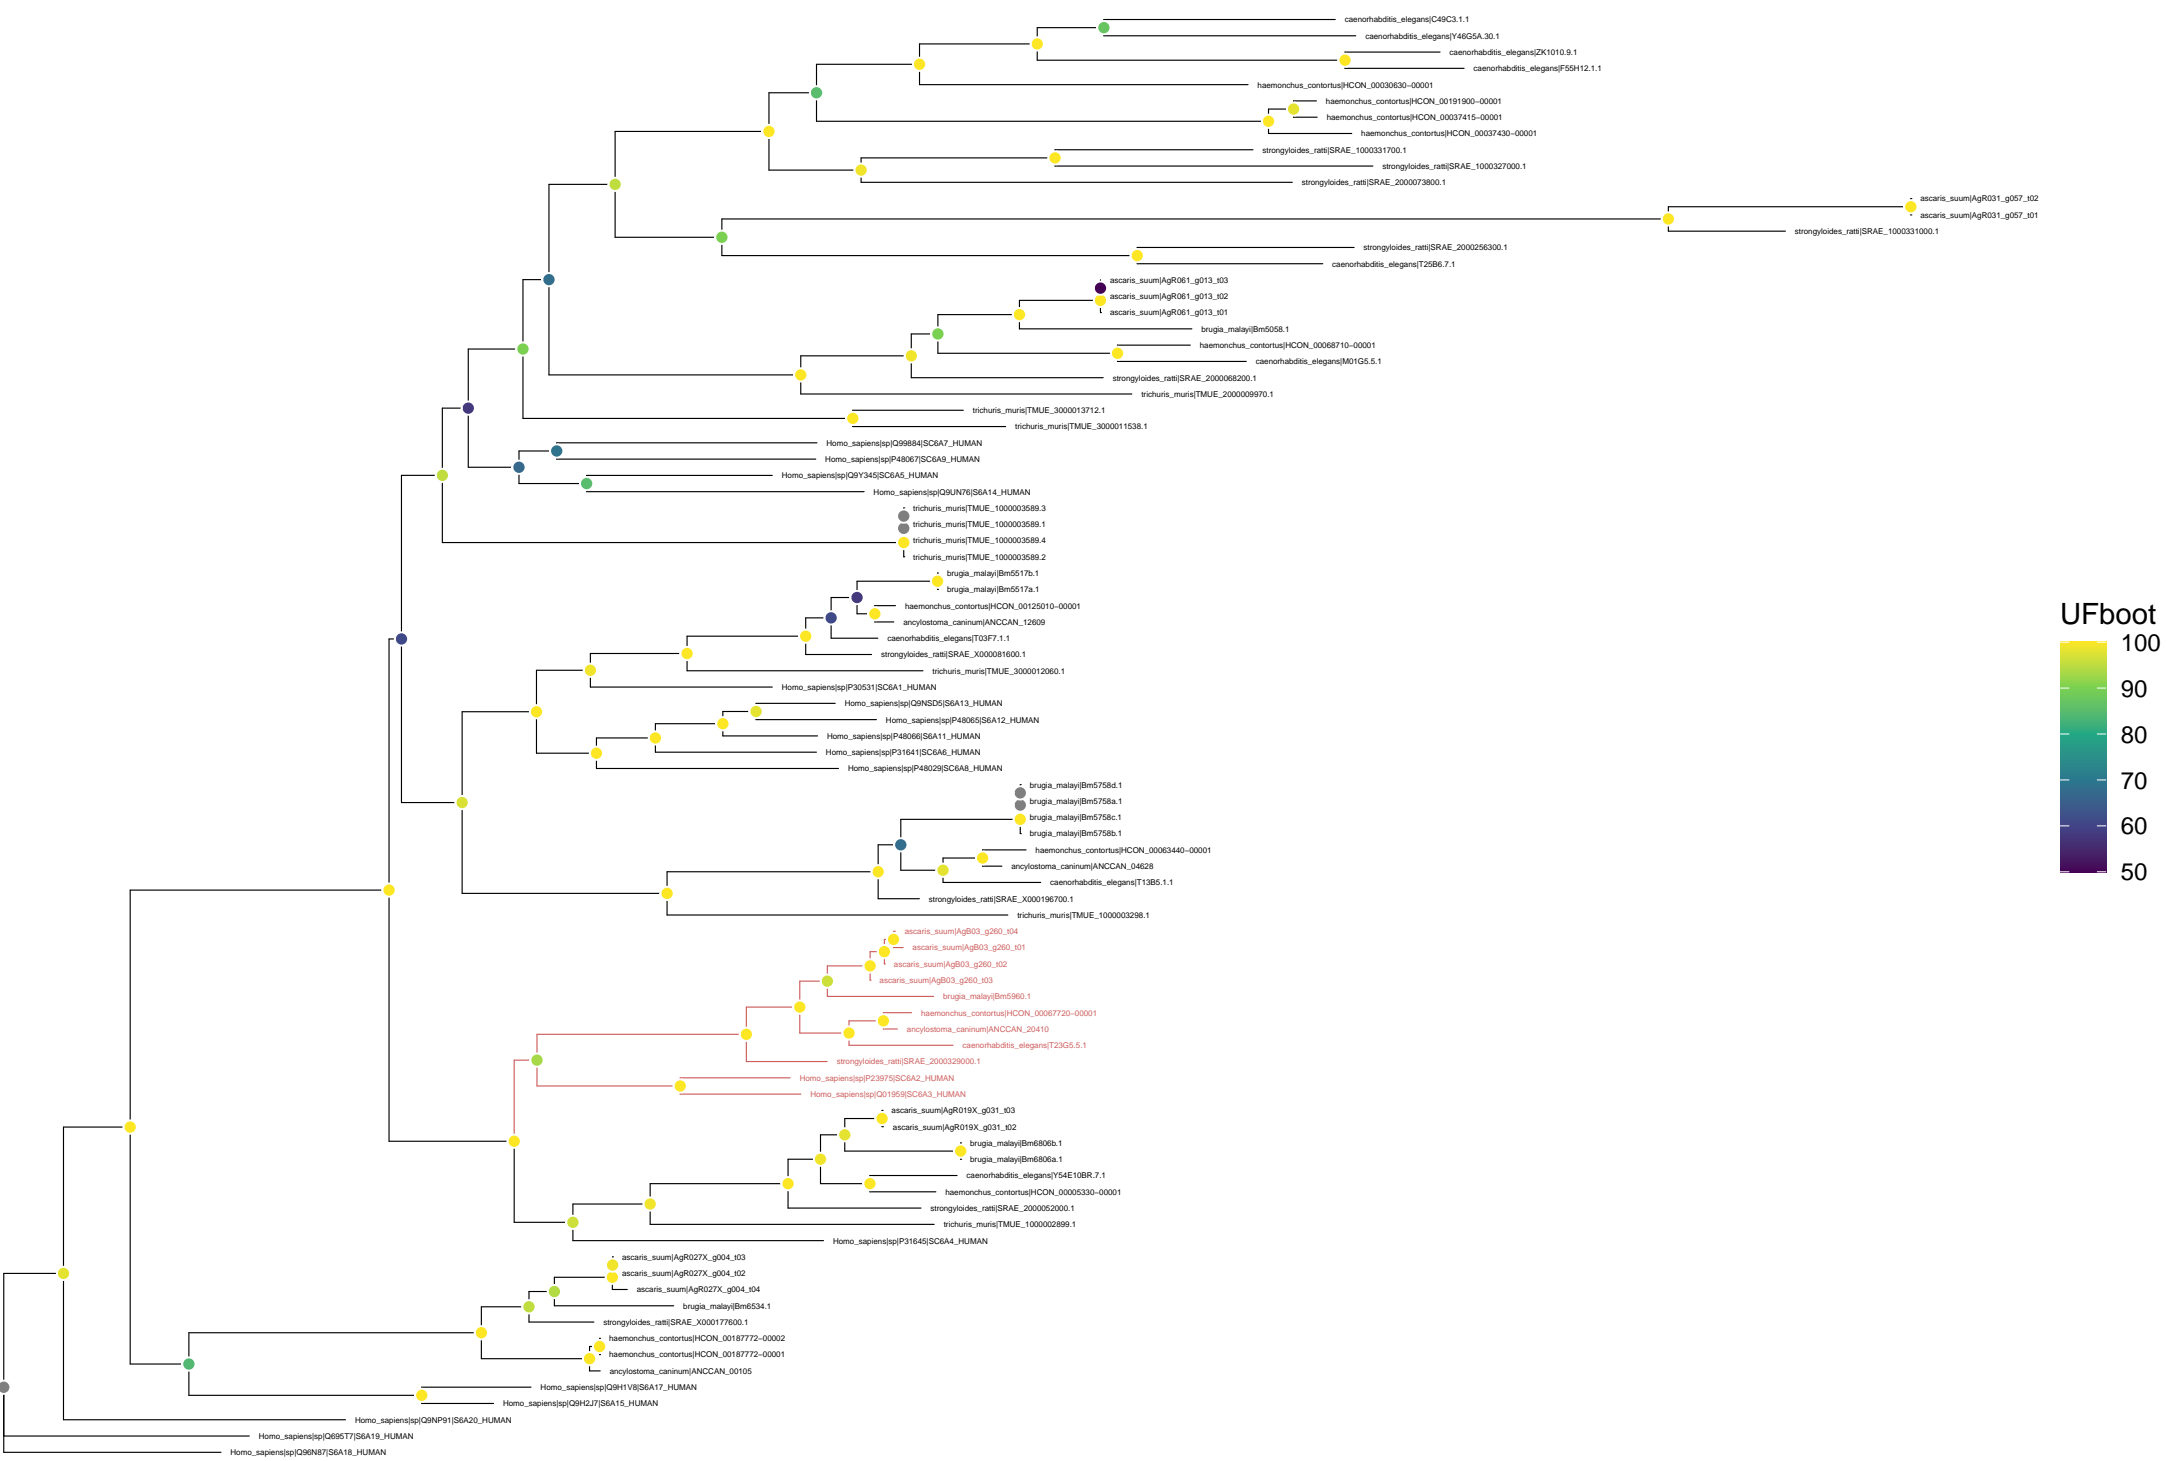 caenorhabditis_elegans|C49C3.1.1
caenorhabditis_elegans|Y46G5A.30.1
caenorhabditis_elegans|ZK1010.9.1
caenorhabditis_elegans|F55H12.1.1
haemonchus_contortus|HCON_00030630-00001
haemonchus_contortus|HCON_00191900-00001
haemonchus_contortus|HCON_00037415-00001
haemonchus_contortus|HCON_00037430-00001
strongyloides_ratti|SRAE_1000331700.1
strongyloides_ratti|SRAE_1000327000.1
strongyloides_ratti|SRAE_2000073800.1
ascaris_suum|AgR031_g057_t02
ascaris_suum|AgR031_g057_t01
strongyloides_ratti|SRAE_1000331000.1
strongyloides_ratti|SRAE_2000256300.1
caenorhabditis_elegans|T25B6.7.1
ascaris_suum|AgR061_g013_t03
ascaris_suum|AgR061_g013_t02
ascaris_suum|AgR061_g013_t01
brugia_malayi|Bm5058.1
haemonchus_contortus|HCON_00068710-00001
caenorhabditis_elegans|M01G5.5.1
strongyloides_ratti|SRAE_2000068200.1
trichuris_muris|TMUE_2000009970.1
trichuris_muris|TMUE_3000013712.1
trichuris_muris|TMUE_3000011538.1
Homo_sapiens|sp|Q99884|SC6A7_HUMAN
Homo_sapiens|sp|P48067|SC6A9_HUMAN
Homo_sapiens|sp|Q9Y345|SC6A5_HUMAN
Homo_sapiens|sp|Q9UN76|S6A14_HUMAN
trichuris_muris|TMUE_1000003589.3
trichuris_muris|TMUE_1000003589.1
trichuris_muris|TMUE_1000003589.4
trichuris_muris|TMUE_1000003589.2
brugia_malayi|Bm5517b.1
brugia_malayi|Bm5517a.1
haemonchus_contortus|HCON_00125010-00001
ancylostoma_caninum|ANCCAN_12609
caenorhabditis_elegans|T03F7.1.1
strongyloides_ratti|SRAE_X000081600.1
trichuris_muris|TMUE_3000012060.1
Homo_sapiens|sp|P30531|SC6A1_HUMAN
Homo_sapiens|sp|Q9NSD5|S6A13_HUMAN
Homo_sapiens|sp|P48065|S6A12_HUMAN
Homo_sapiens|sp|P48066|S6A11_HUMAN
Homo_sapiens|sp|P31641|SC6A6_HUMAN
Homo_sapiens|sp|P48029|SC6A8_HUMAN
brugia_malayi|Bm5758d.1
brugia_malayi|Bm5758a.1
brugia_malayi|Bm5758c.1
brugia_malayi|Bm5758b.1
haemonchus_contortus|HCON_00063440-00001
ancylostoma_caninum|ANCCAN_04628
caenorhabditis_elegans|T13B5.1.1
strongyloides_ratti|SRAE_X000196700.1
trichuris_muris|TMUE_1000003298.1
ascaris_suum|AgB03_g260_t04
ascaris_suum|AgB03_g260_t01
ascaris_suum|AgB03_g260_t02
ascaris_suum|AgB03_g260_t03
brugia_malayi|Bm5960.1
haemonchus_contortus|HCON_00067720-00001
ancylostoma_caninum|ANCCAN_20410
caenorhabditis_elegans|T23G5.5.1
strongyloides_ratti|SRAE_2000329000.1
Homo_sapiens|sp|P23975|SC6A2_HUMAN
Homo_sapiens|sp|Q01959|SC6A3_HUMAN
ascaris_suum|AgR019X_g031_t03
ascaris_suum|AgR019X_g031_t02
brugia_malayi|Bm6806b.1
brugia_malayi|Bm6806a.1
caenorhabditis_elegans|Y54E10BR.7.1
haemonchus_contortus|HCON_00005330-00001
strongyloides_ratti|SRAE_2000052000.1
trichuris_muris|TMUE_1000002899.1
Homo_sapiens|sp|P31645|SC6A4_HUMAN
ascaris_suum|AgR027X_g004_t03
ascaris_suum|AgR027X_g004_t02
ascaris_suum|AgR027X_g004_t04
brugia_malayi|Bm6534.1
strongyloides_ratti|SRAE_X000177600.1
haemonchus_contortus|HCON_00187772-00002
haemonchus_contortus|HCON_00187772-00001
ancylostoma_caninum|ANCCAN_00105
Homo_sapiens|sp|Q9H1V8|S6A17_HUMAN
Homo_sapiens|sp|Q9H2J7|S6A15_HUMAN
Homo_sapiens|sp|Q9NP91|S6A20_HUMAN
Homo_sapiens|sp|Q695T7|S6A19_HUMAN
Homo_sapiens|sp|Q96N87|S6A18_HUMAN
UFboot
100
90
80
70
60
50